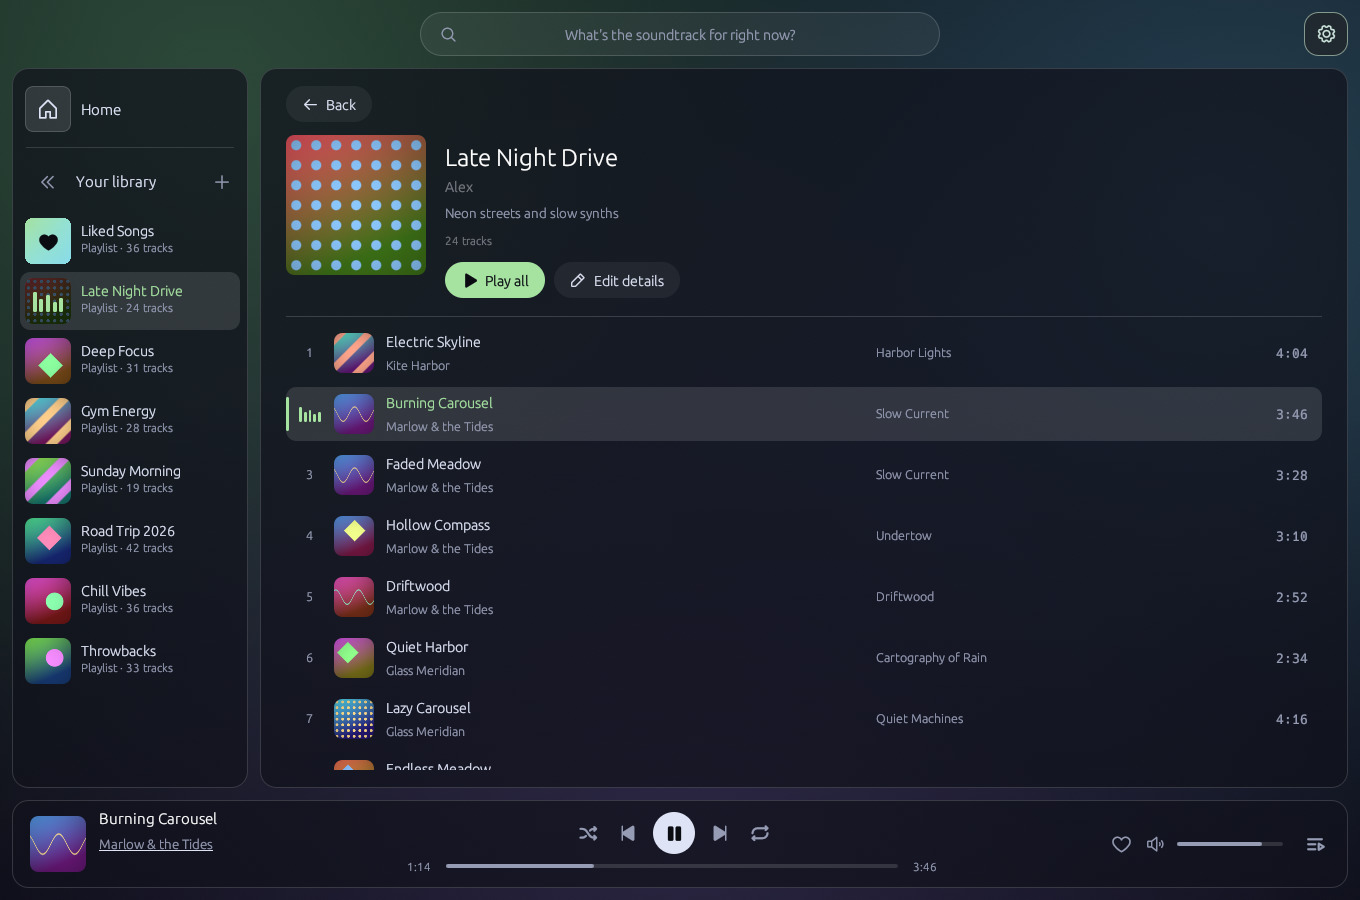 What's the soundtrack for right now?
Home
Your library
Liked Songs
Playlist · 36 tracks
Late Night Drive
Playlist · 24 tracks
Deep Focus
Playlist · 31 tracks
Gym Energy
Playlist · 28 tracks
Sunday Morning
Playlist · 19 tracks
Road Trip 2026
Playlist · 42 tracks
Chill Vibes
Playlist · 36 tracks
Throwbacks
Playlist · 33 tracks
Back
Late Night Drive
Alex
Neon streets and slow synths
24 tracks
Play all
Edit details
1 Electric Skyline Harbor Lights 4:04
Kite Harbor
Burning Carousel Slow Current 3:46
Marlow & the Tides
3 Faded Meadow Slow Current 3:28
Marlow & the Tides
4 Hollow Compass Undertow 3:10
Marlow & the Tides
5 Driftwood Driftwood 2:52
Marlow & the Tides
6 Quiet Harbor Cartography of Rain 2:34
Glass Meridian
7 Lazy Carousel Quiet Machines 4:16
Glass Meridian
Endless Meadow
Burning Carousel
Marlow & the Tides
1:14
3:46